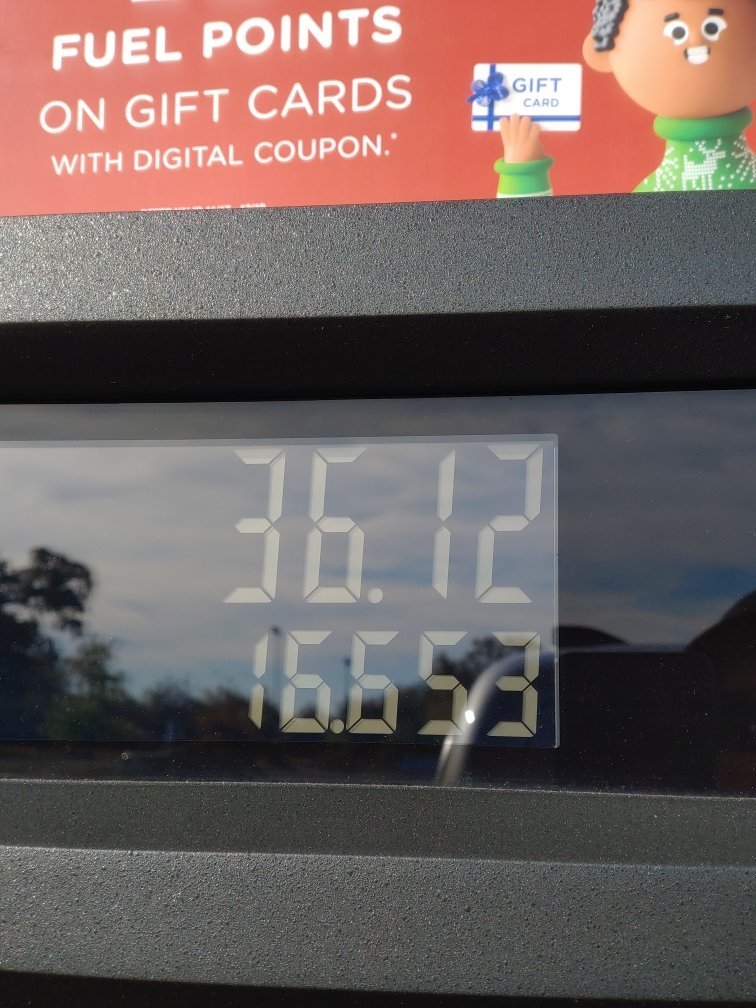 FUEL POINTS
ON GIFT CARDS
WITH DIGITAL COUPON.*
GIFT
CARD
36.12
16.653